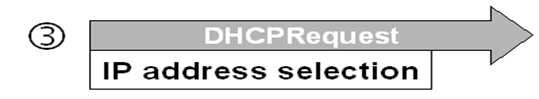 ③
DHCPRequest
IP address selection